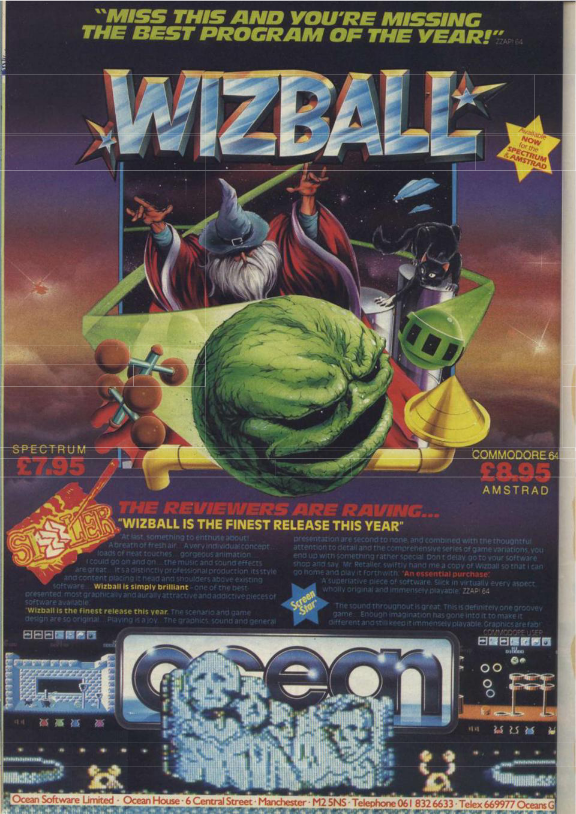 "MISS THIS AND YOU'RE MISSING
THE BEST PROGRAM OF THE YEAR!" ZZAP! 64
WIZBALL
Available
NOW
for the
SPECTRUM
& AMSTRAD
SPECTRUM
£7.95
COMMODORE 64
£8.95
AMSTRAD
SIZZLER
THE REVIEWERS ARE RAVING...
"WIZBALL IS THE FINEST RELEASE THIS YEAR"
At last, something to enthuse about!
a breath of fresh air. A very individual concept
loads of neat touches... gorgeous animation
I could go on and on... the music and sound effects
are great... it's a distinctly professional production. Its style
and content placing it head and shoulders above existing
software. Wizball is simply brilliant - one of the best
presented, most graphically and aurally attractive and addictive pieces of
software available.
"Wizball is the finest release this year. The scenario and game
design are so original... Playing is a joy. The graphics, sound and general
presentation are second to none, and combined with the phenomenal
attention to detail and the comprehensive series of game variations, you
end up with something rather special. Don't delay, go to your software
shop and say 'Mr Retailer, swiftly hand me a copy of Wizball so that I can
go home and play it forthwith.' "An essential purchase".
A superlative piece of software. Slick in virtually every aspect,
wholly original and immensely playable. ZZAP! 64
Screen
Star
The sound throughout is great. This is definitely one groovey
game. Enough imagination has gone into it to make it
different and this keep it immensely playable. Graphics are fab!
COMMODORE USER
ocean
Ocean Software Limited · Ocean House · 6 Central Street · Manchester · M2 5NS · Telephone 061 832 6633 · Telex 669977 Oceans G